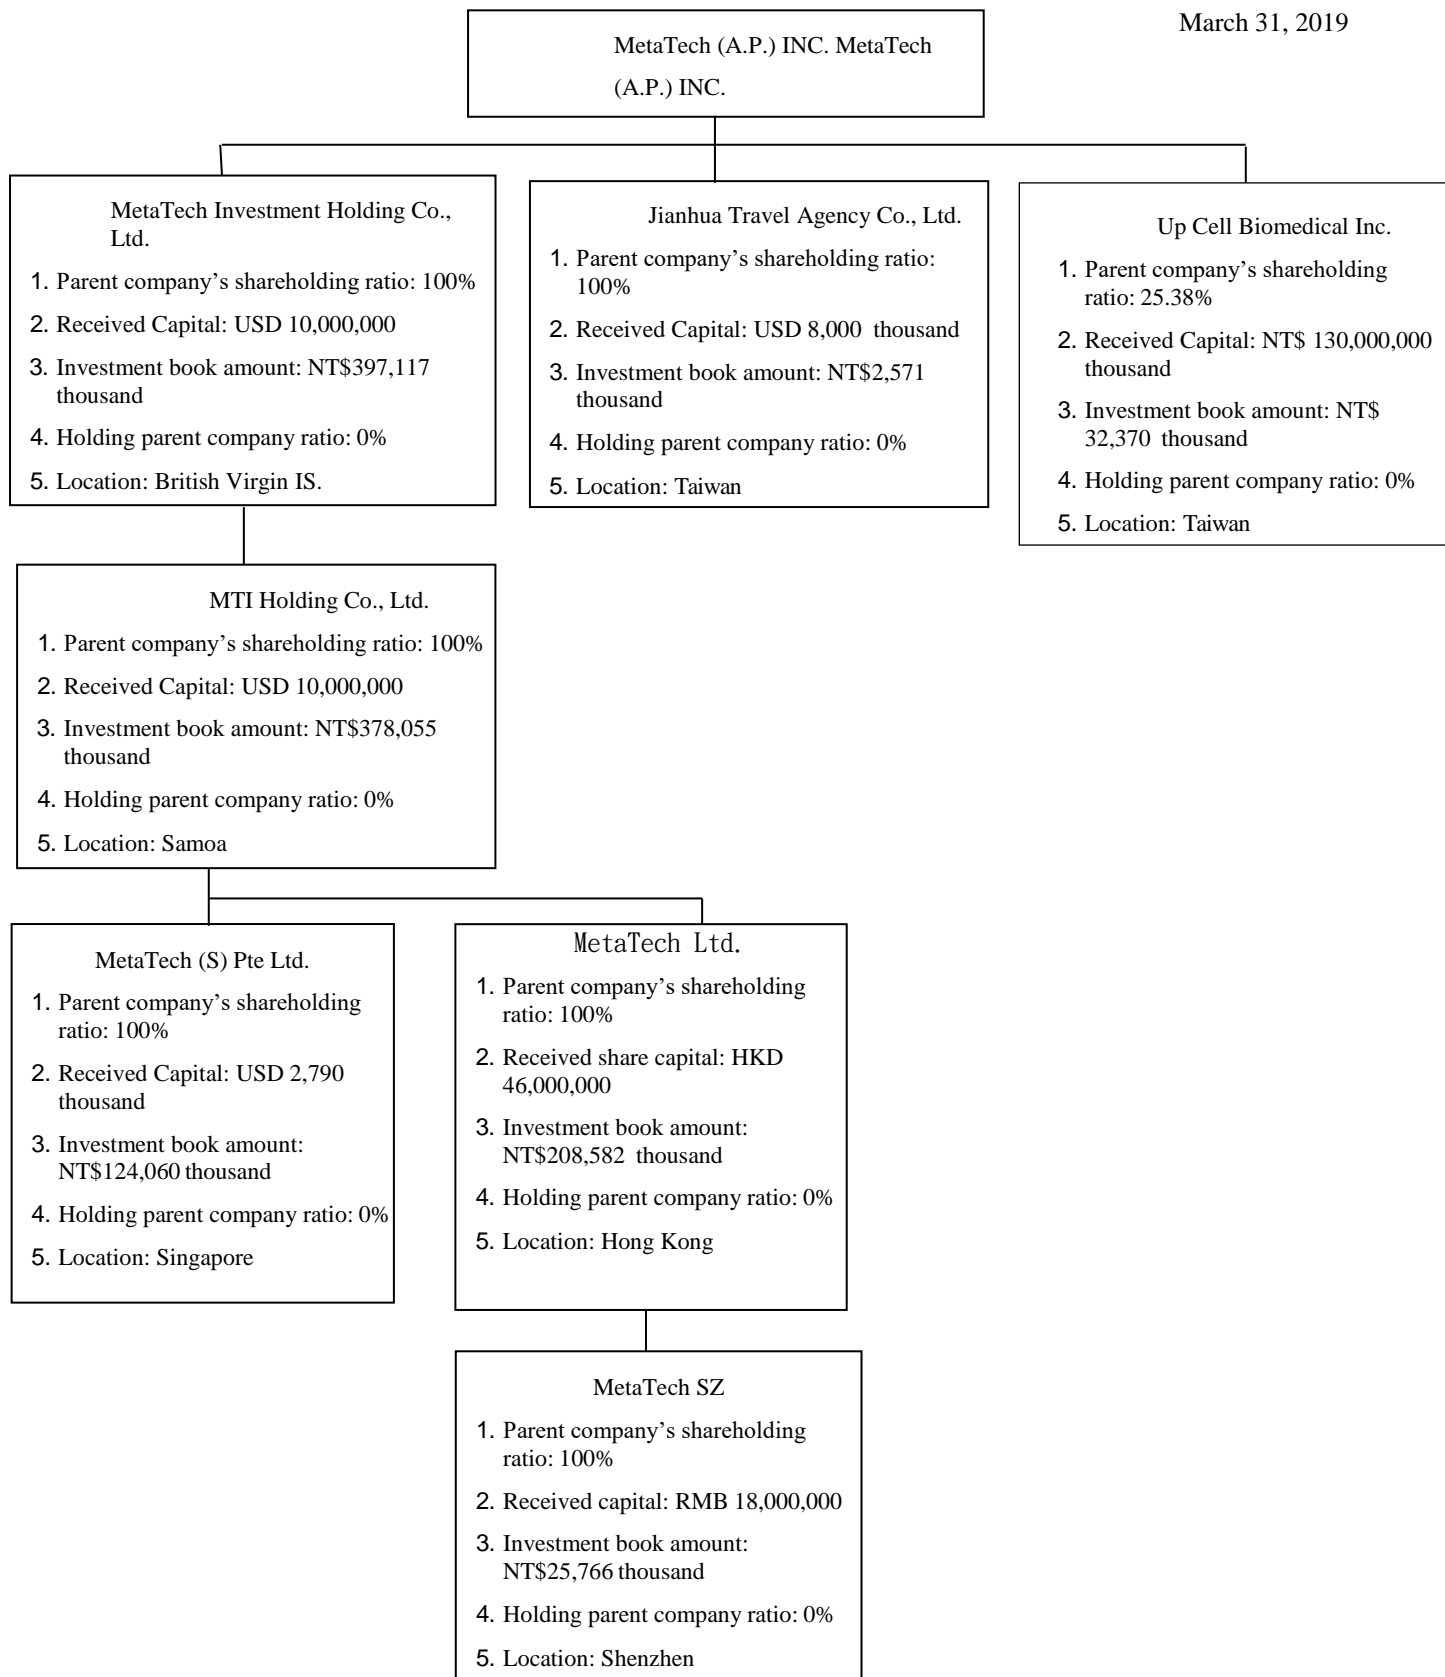 March 31, 2019
MetaTech (A.P.) INC. MetaTech
(A.P.) INC.
MetaTech Investment Holding Co.,
Ltd.
1. Parent company’s shareholding ratio: 100%
2. Received Capital: USD 10,000,000
3. Investment book amount: NT$397,117
thousand
4. Holding parent company ratio: 0%
5. Location: British Virgin IS.
Jianhua Travel Agency Co., Ltd.
1. Parent company’s shareholding ratio:
100%
2. Received Capital: USD 8,000 thousand
3. Investment book amount: NT$2,571
thousand
4. Holding parent company ratio: 0%
5. Location: Taiwan
Up Cell Biomedical Inc.
1. Parent company’s shareholding
ratio: 25.38%
2. Received Capital: NT$ 130,000,000
thousand
3. Investment book amount: NT$
32,370 thousand
4. Holding parent company ratio: 0%
5. Location: Taiwan
MTI Holding Co., Ltd.
1. Parent company’s shareholding ratio: 100%
2. Received Capital: USD 10,000,000
3. Investment book amount: NT$378,055
thousand
4. Holding parent company ratio: 0%
5. Location: Samoa
MetaTech (S) Pte Ltd.
1. Parent company’s shareholding
ratio: 100%
2. Received Capital: USD 2,790
thousand
3. Investment book amount:
NT$124,060 thousand
4. Holding parent company ratio: 0%
5. Location: Singapore
MetaTech Ltd.
1. Parent company’s shareholding
ratio: 100%
2. Received share capital: HKD
46,000,000
3. Investment book amount:
NT$208,582 thousand
4. Holding parent company ratio: 0%
5. Location: Hong Kong
MetaTech SZ
1. Parent company’s shareholding
ratio: 100%
2. Received capital: RMB 18,000,000
3. Investment book amount:
NT$25,766 thousand
4. Holding parent company ratio: 0%
5. Location: Shenzhen